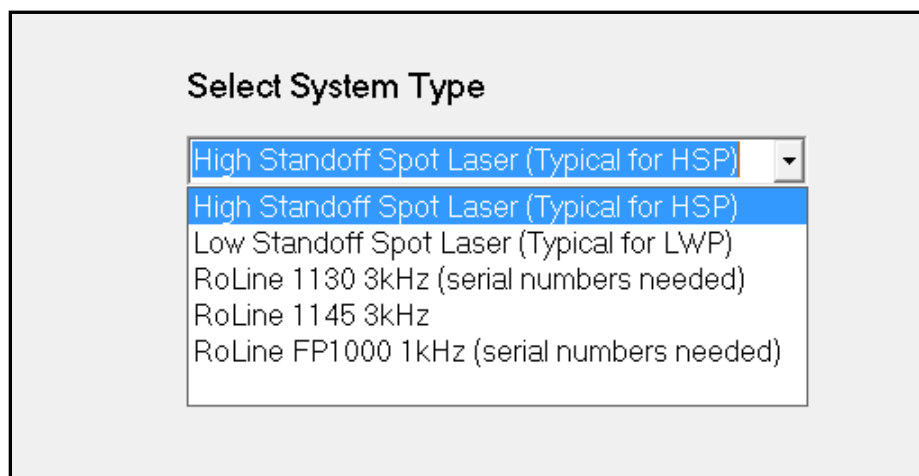 Select System Type
High Standoff Spot Laser (Typical for HSP)
High Standoff Spot Laser (Typical for HSP)
Low Standoff Spot Laser (Typical for LWP)
RoLine 1130 3kHz (serial numbers needed)
RoLine 1145 3kHz
RoLine FP1000 1kHz (serial numbers needed)